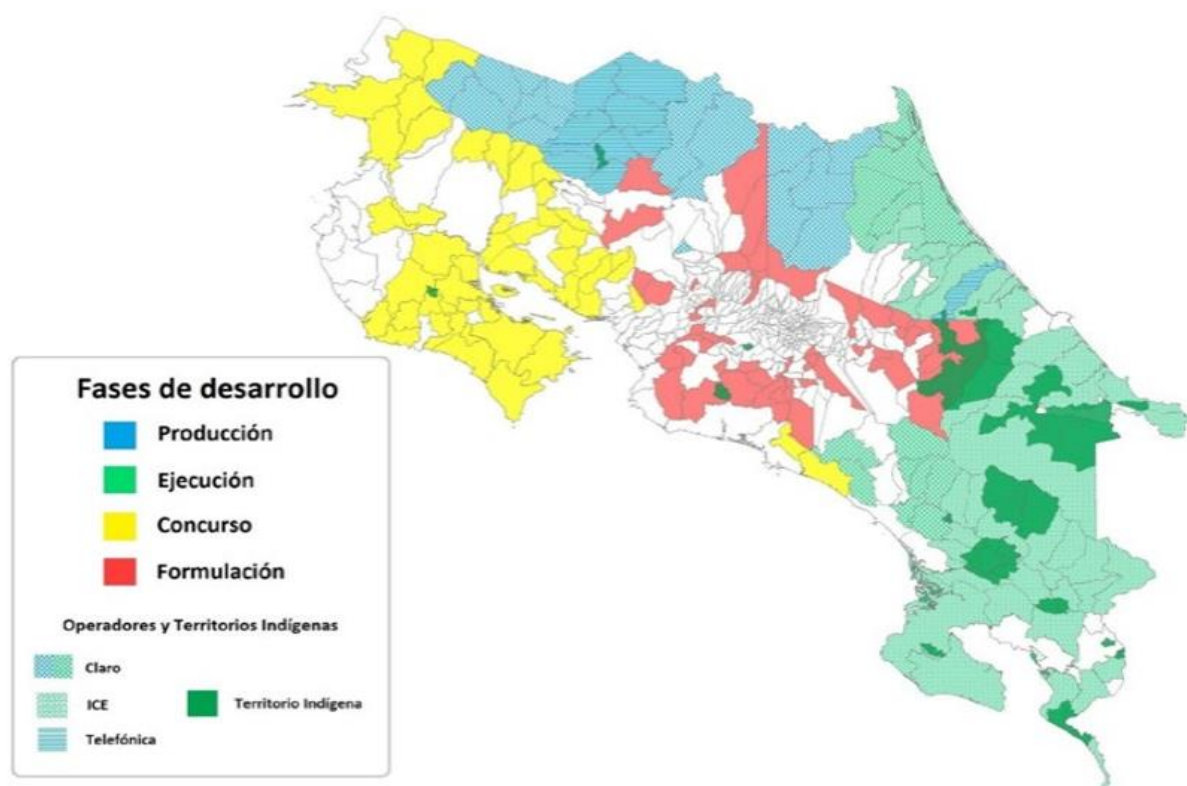 Fases de desarrollo
Producción
Ejecución
Concurso
Formulación
Operadores y Territorios Indígenas
Claro
ICE
Territorio Indígena
Telefónica